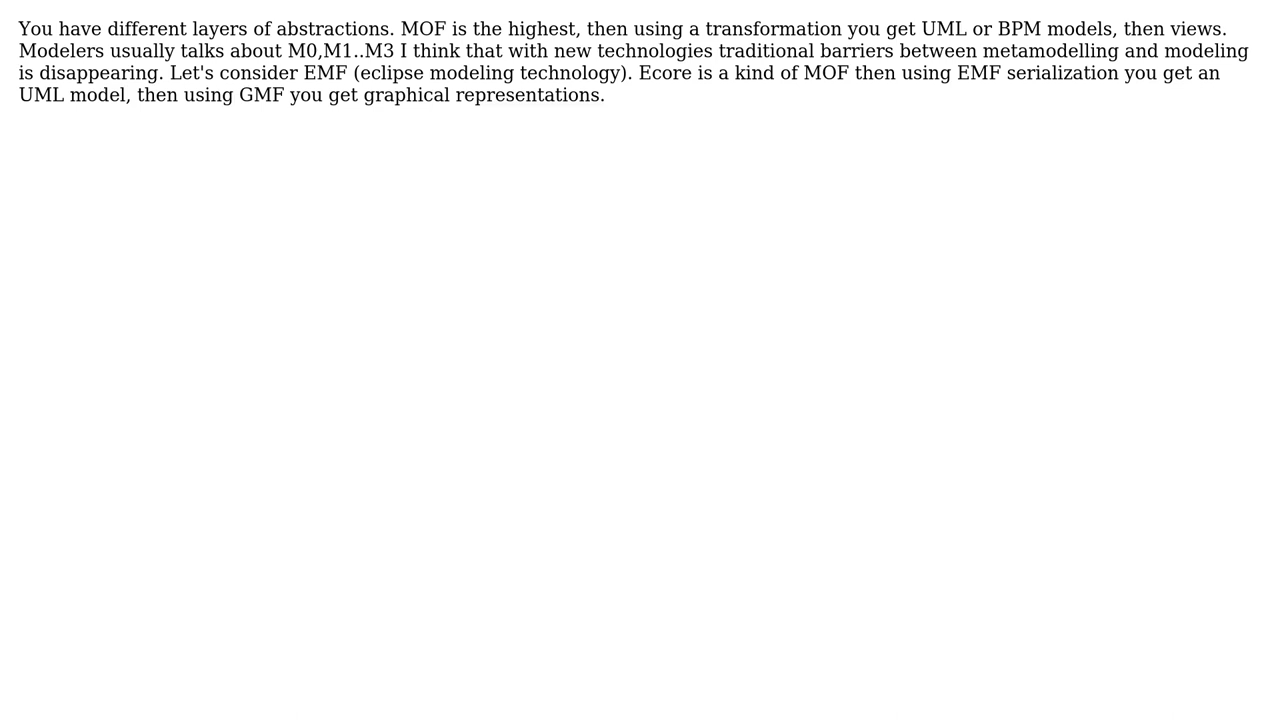 You have different layers of abstractions. MOF is the highest, then using a transformation you get UML or BPM models, then views.
Modelers usually talks about M0,M1..M3 I think that with new technologies traditional barriers between metamodelling and modeling
is disappearing. Let's consider EMF (eclipse modeling technology). Ecore is a kind of MOF then using EMF serialization you get an
UML model, then using GMF you get graphical representations.